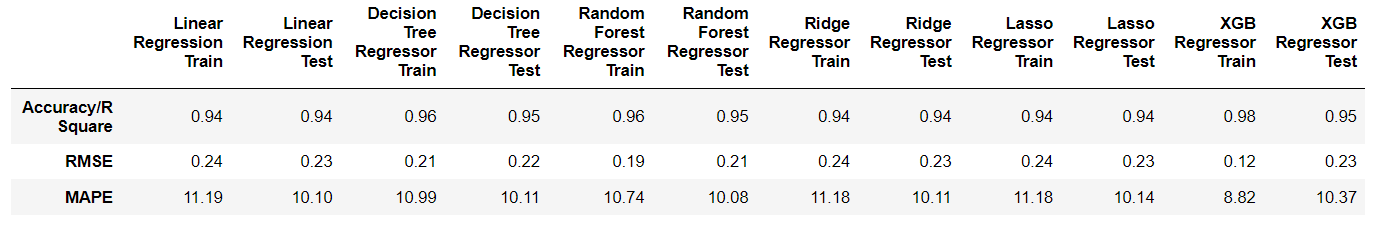 Linear Regression Train Linear Regression Test Decision Tree Regressor Train Decision Tree Regressor Test Random Forest Regressor Train Random Forest Regressor Test Ridge Regressor Train Ridge Regressor Test Lasso Regressor Train Lasso Regressor Test XGB Regressor Train XGB Regressor Test
Accuracy/R Square 0.94 0.94 0.96 0.95 0.96 0.95 0.94 0.94 0.94 0.94 0.98 0.95
RMSE 0.24 0.23 0.21 0.22 0.19 0.21 0.24 0.23 0.24 0.23 0.12 0.23
MAPE 11.19 10.10 10.99 10.11 10.74 10.08 11.18 10.11 11.18 10.14 8.82 10.37